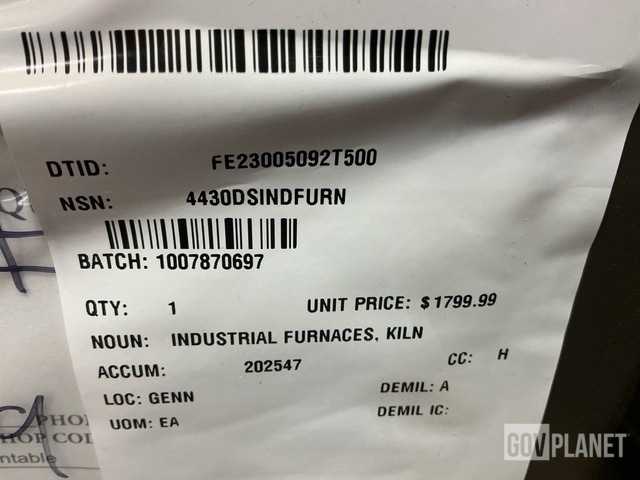 DTID: FE23005092T500
NSN: 4430DSINDFURN
BATCH: 1007870697
QTY: 1 UNIT PRICE: $1799.99
NOUN: INDUSTRIAL FURNACES, KILN
ACCUM: 202547 CC: H
LOC: GENN DEMIL: A
UOM: EA DEMIL IC:
GOVPLANET